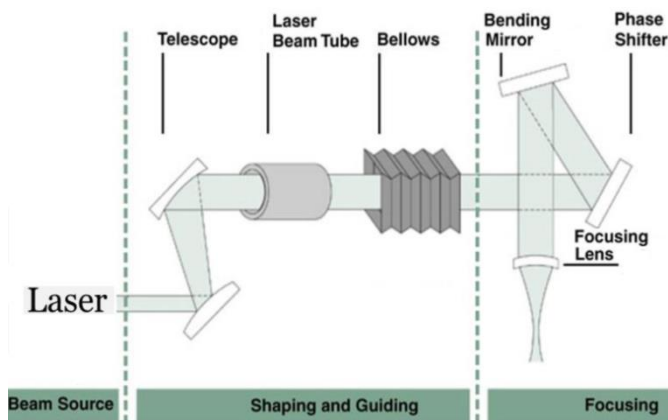 Telescope
Laser
Beam Tube
Bellows
Bending
Mirror
Phase
Shifter
Focusing
Lens
Laser
Beam Source
Shaping and Guiding
Focusing